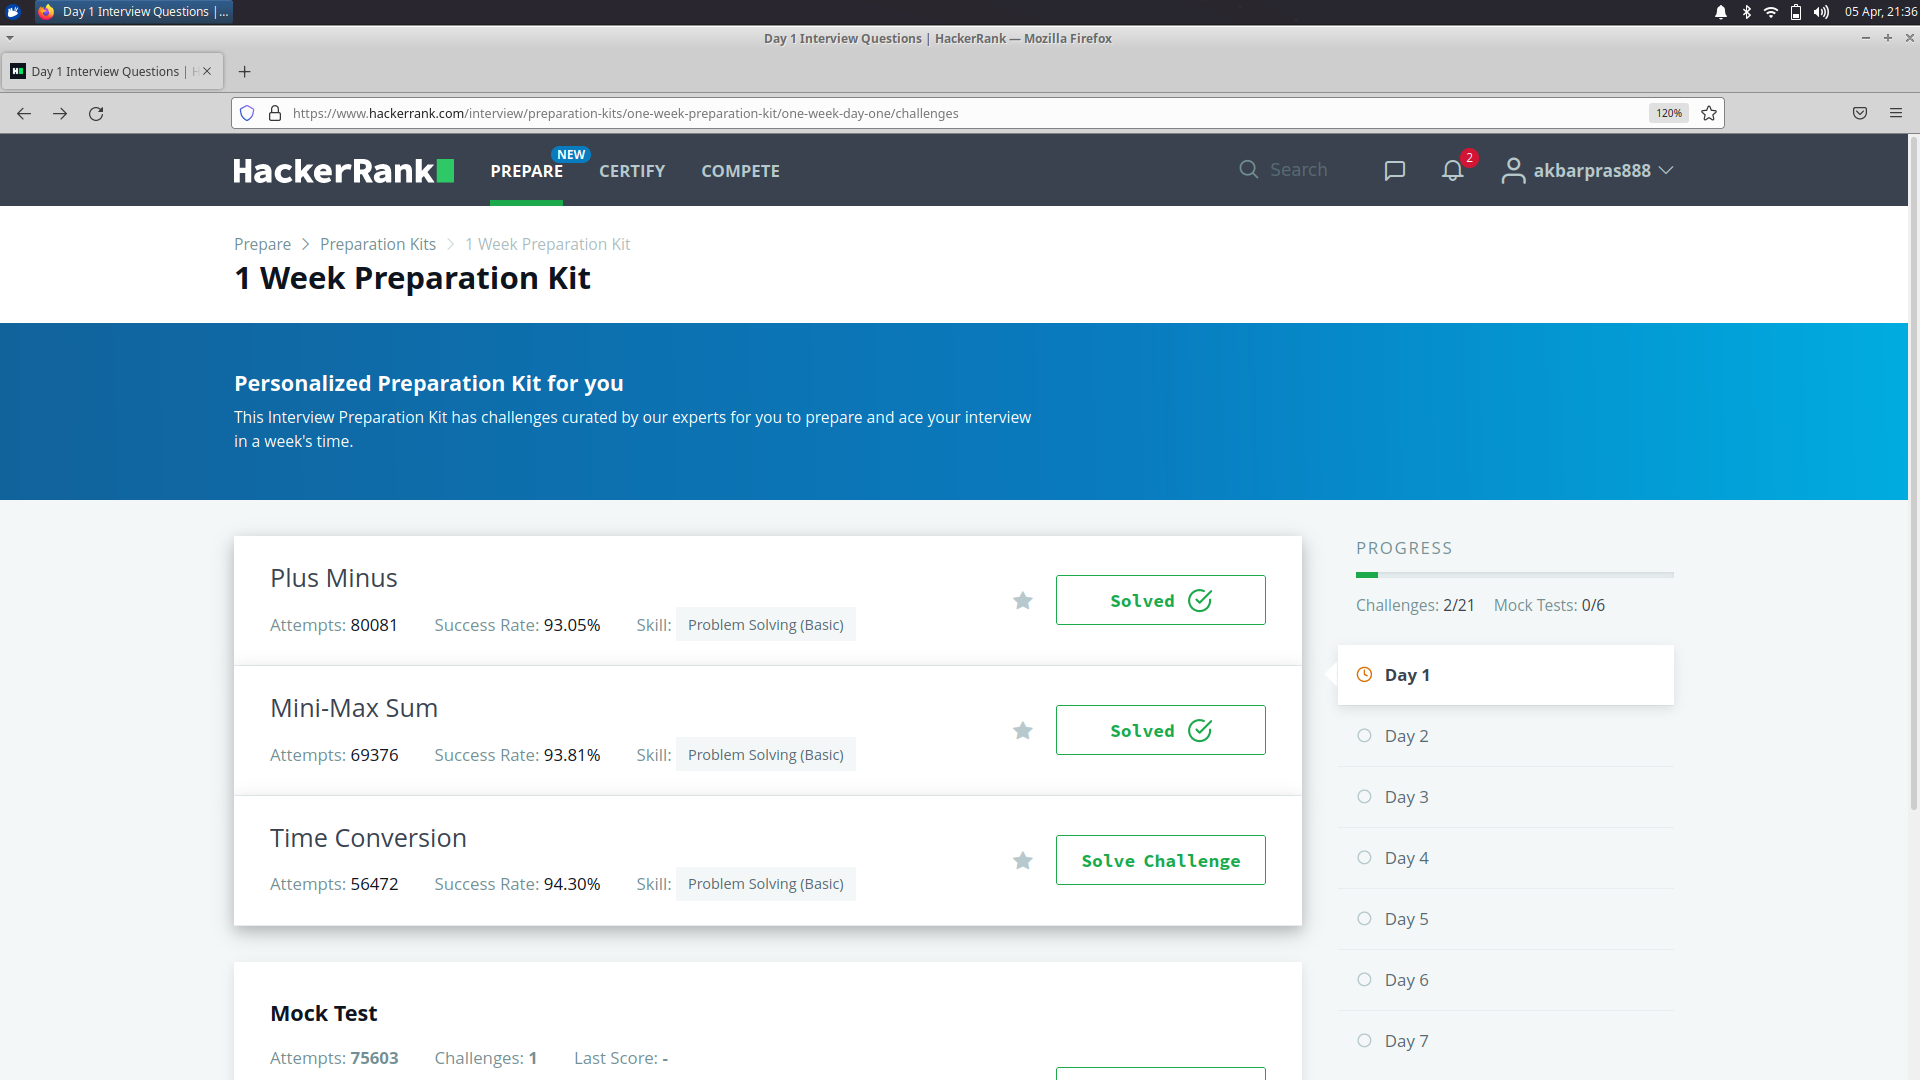 Day 1 Interview Questions |...
05 Apr, 21:36
Day 1 Interview Questions | HackerRank — Mozilla Firefox
Day 1 Interview Questions | H
https://www.hackerrank.com/interview/preparation-kits/one-week-preparation-kit/one-week-day-one/challenges
120%
HackerRank
PREPARE
NEW
CERTIFY
COMPETE
Search
2
akbarpras888
Prepare > Preparation Kits > 1 Week Preparation Kit
1 Week Preparation Kit
Personalized Preparation Kit for you
This Interview Preparation Kit has challenges curated by our experts for you to prepare and ace your interview
in a week's time.
Plus Minus
Attempts: 80081 Success Rate: 93.05% Skill: Problem Solving (Basic)
Solved
Mini-Max Sum
Attempts: 69376 Success Rate: 93.81% Skill: Problem Solving (Basic)
Solved
Time Conversion
Attempts: 56472 Success Rate: 94.30% Skill: Problem Solving (Basic)
Solve Challenge
Mock Test
Attempts: 75603 Challenges: 1 Last Score: -
PROGRESS
Challenges: 2/21 Mock Tests: 0/6
Day 1
Day 2
Day 3
Day 4
Day 5
Day 6
Day 7